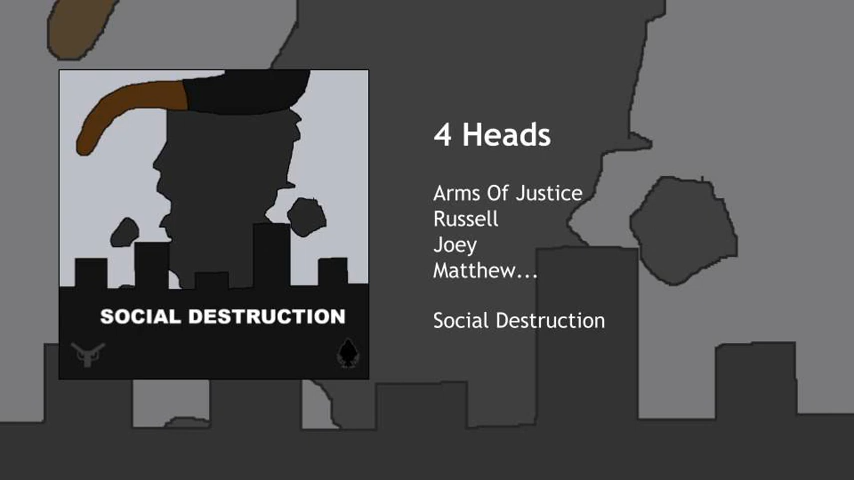 4 Heads
Arms Of Justice
Russell
Joey
Matthew...
Social Destruction
SOCIAL DESTRUCTION